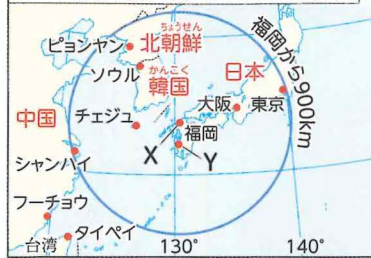 ピョンヤン
ちょうせん
北朝鮮
ソウル
かんこく
韓国
日本
福岡から900km
中国
チェジュ
大阪
東京
福岡
X
Y
シャンハイ
フーチョウ
台湾
タイペイ
130°
140°